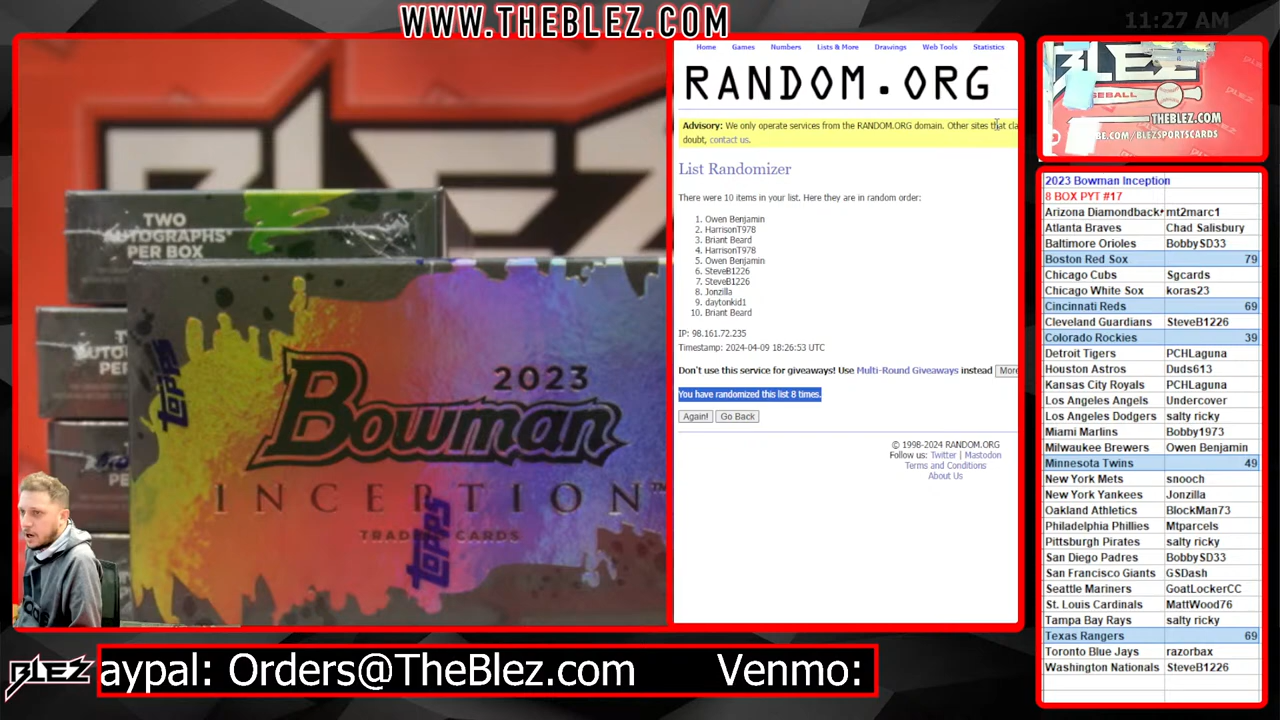 WWW.THEBLEZ.COM
11:27 AM
TWO
AUTOGRAPHS*
PER BOX
topps
2023
Bowman
INCEPTION™
TRADING CARDS
topps
Home Games Numbers Lists & More Drawings Web Tools Statistics
RANDOM.ORG
Advisory: We only operate services from the RANDOM.ORG domain. Other sites that cla
doubt, contact us.
List Randomizer
There were 10 items in your list. Here they are in random order:
1. Owen Benjamin
2. HarrisonT978
3. Briant Beard
4. HarrisonT978
5. Owen Benjamin
6. SteveB1226
7. SteveB1226
8. Jonzilla
9. daytonkid1
10. Briant Beard
IP: 98.161.72.235
Timestamp: 2024-04-09 18:26:53 UTC
Don't use this service for giveaways! Use Multi-Round Giveaways instead More
You have randomized this list 8 times.
Again! Go Back
© 1998-2024 RANDOM.ORG
Follow us: Twitter | Mastodon
Terms and Conditions
About Us
BLEZ
BASEBALL
THEBLEZ.COM
BE.COM/BLEZSPORTSCARDS
2023 Bowman Inception
8 BOX PYT #17
Arizona Diamondback mt2marc1
Atlanta Braves Chad Salisbury
Baltimore Orioles BobbySD33
Boston Red Sox 79
Chicago Cubs Sgcards
Chicago White Sox koras23
Cincinnati Reds 69
Cleveland Guardians SteveB1226
Colorado Rockies 39
Detroit Tigers PCHLaguna
Houston Astros Duds613
Kansas City Royals PCHLaguna
Los Angeles Angels Undercover
Los Angeles Dodgers salty ricky
Miami Marlins Bobby1973
Milwaukee Brewers Owen Benjamin
Minnesota Twins 49
New York Mets snooch
New York Yankees Jonzilla
Oakland Athletics BlockMan73
Philadelphia Phillies Mtparcels
Pittsburgh Pirates salty ricky
San Diego Padres BobbySD33
San Francisco Giants GSDash
Seattle Mariners GoatLockerCC
St. Louis Cardinals MattWood76
Tampa Bay Rays salty ricky
Texas Rangers 69
Toronto Blue Jays razorbax
Washington Nationals SteveB1226
BLEZ
aypal: Orders@TheBlez.com Venmo: